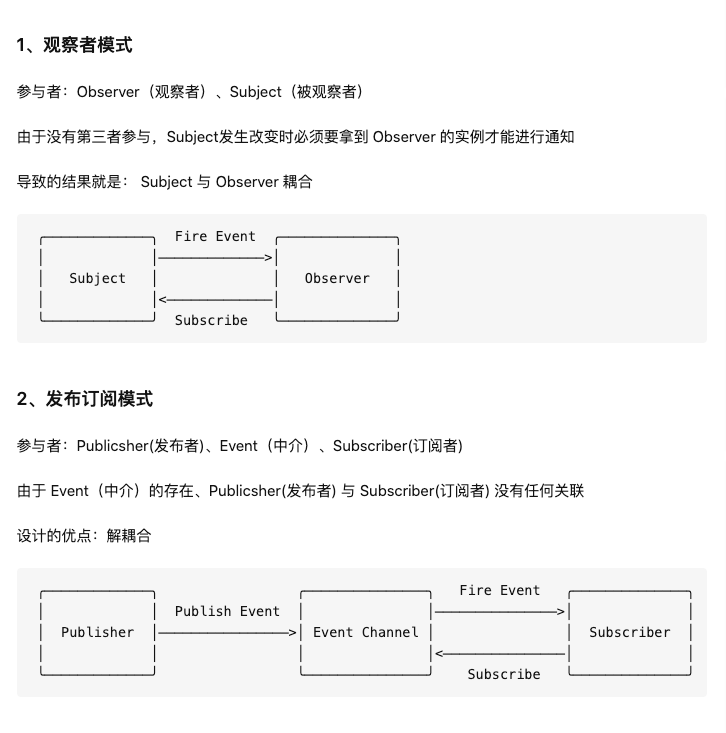 1、观察者模式
参与者：Observer（观察者）、Subject（被观察者）
由于没有第三者参与，Subject发生改变时必须要拿到 Observer 的实例才能进行通知
导致的结果就是： Subject 与 Observer 耦合
Fire Event
Subject Observer
Subscribe
2、发布订阅模式
参与者：Publicsher(发布者)、Event（中介）、Subscriber(订阅者)
由于 Event（中介）的存在、Publicsher(发布者) 与 Subscriber(订阅者) 没有任何关联
设计的优点：解耦合
Fire Event
Publish Event
Publisher Event Channel Subscriber
Subscribe